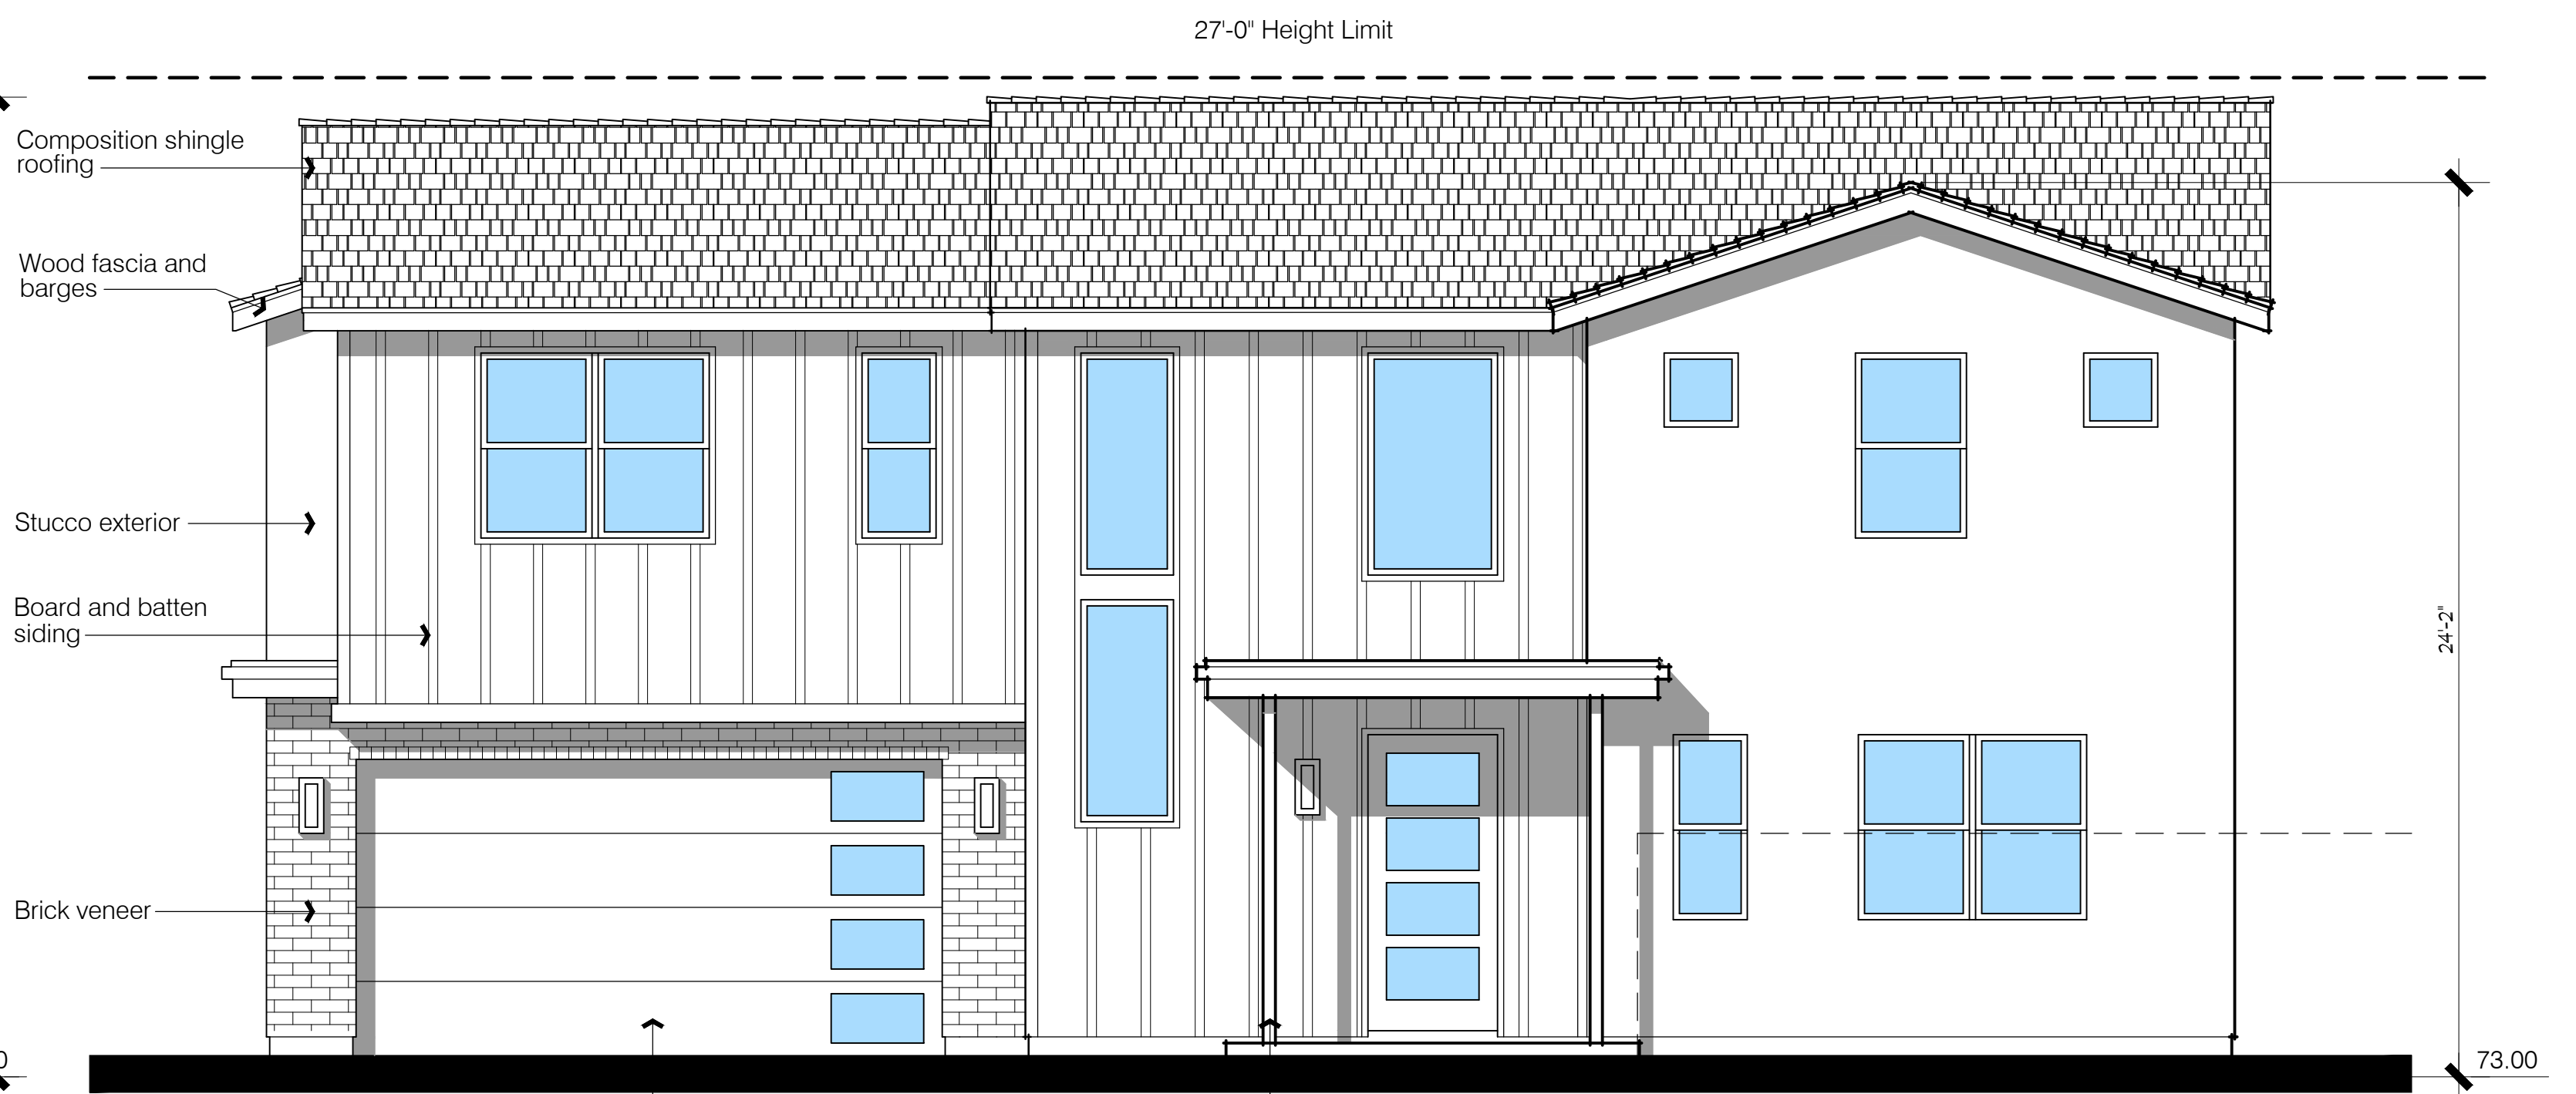 27'-0" Height Limit
Composition shingle
roofing
Wood fascia and
barges
Stucco exterior
Board and batten
siding
24'-2"
Brick veneer
0
73.00